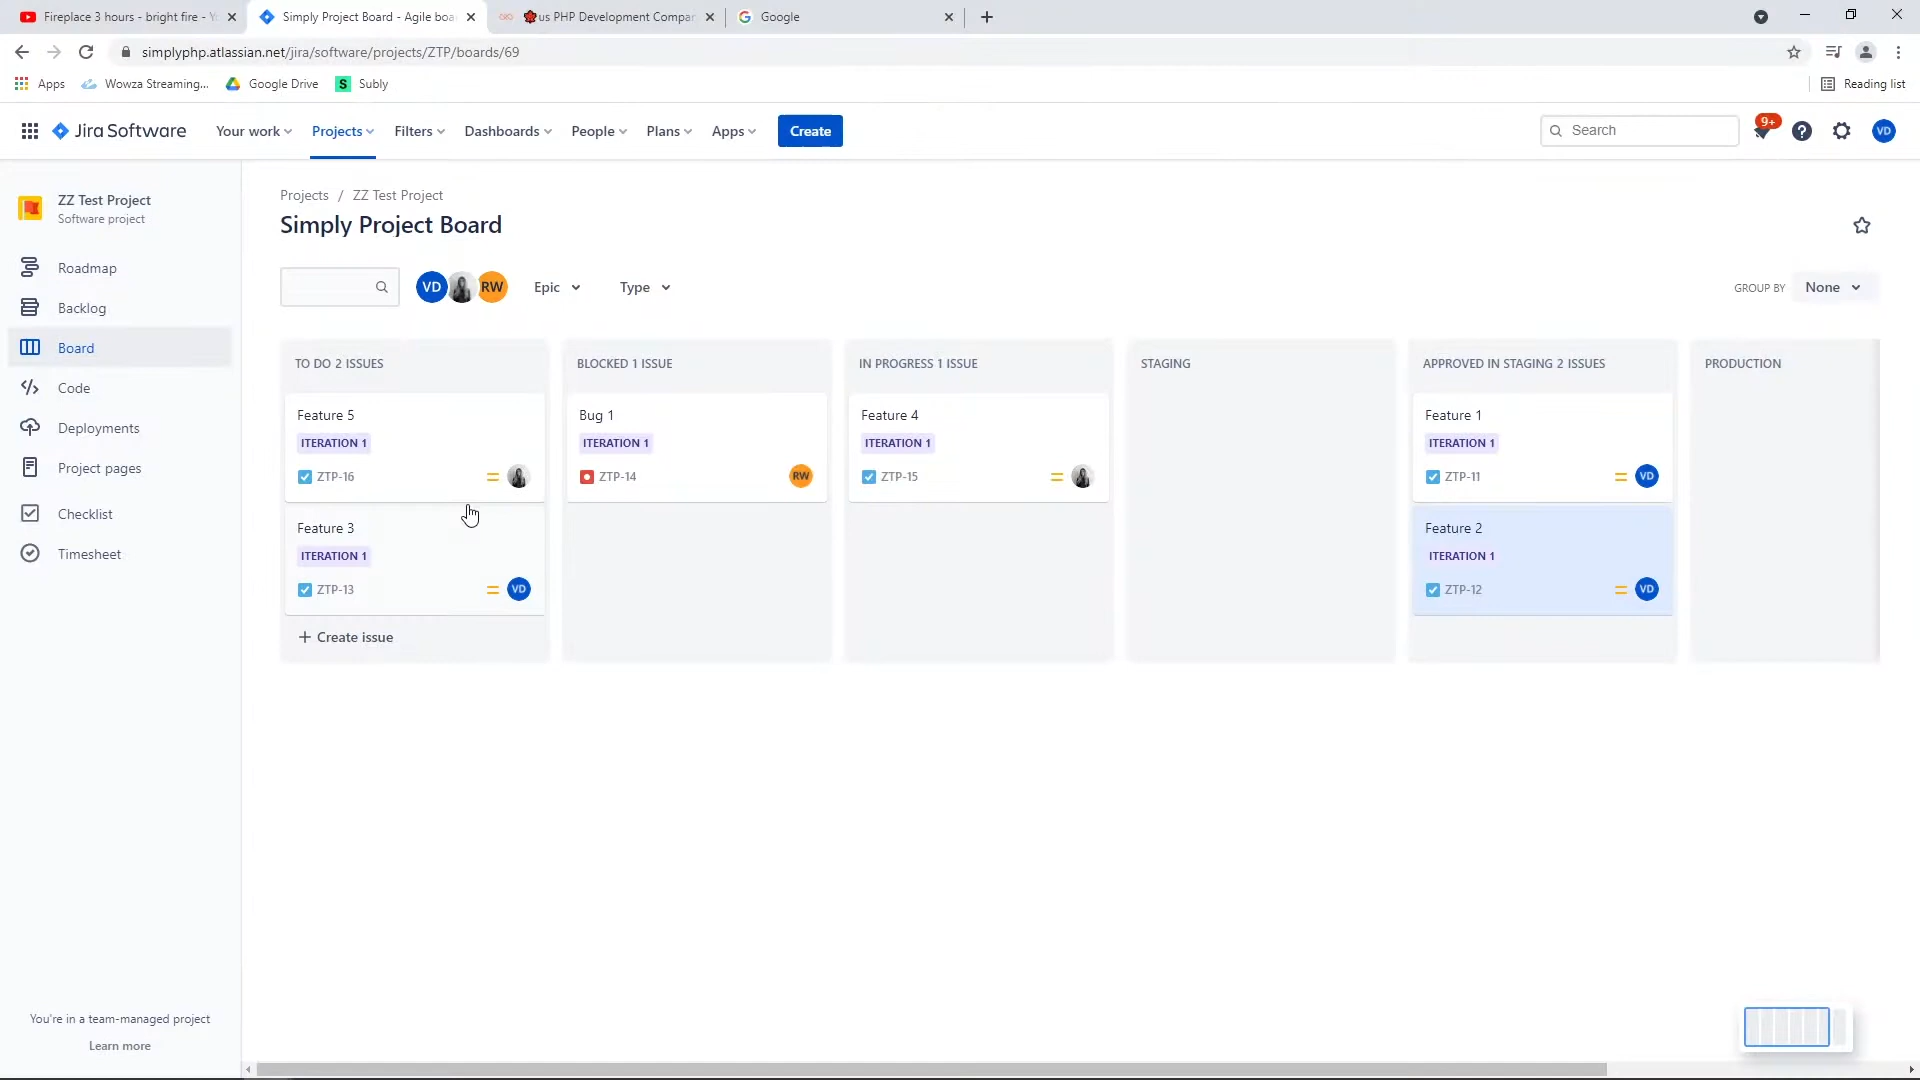 Fireplace 3 hours - bright fire -
Simply Project Board - Agile boa
us PHP Development Compan
Google
simplyphp.atlassian.net/jira/software/projects/ZTP/boards/69
Apps
Wowza Streaming...
Google Drive
S
Subly
Reading list
Jira Software
Your work
Projects
Filters
Dashboards
People
Plans
Apps
Create
Search
9+
VD
ZZ Test Project
Software project
Roadmap
Backlog
Board
Code
Deployments
Project pages
Checklist
Timesheet
You're in a team-managed project
Learn more
Projects / ZZ Test Project
Simply Project Board
VD
RW
Epic
Type
GROUP BY
None
TO DO 2 ISSUES
Feature 5
ITERATION 1
ZTP-16
Feature 3
ITERATION 1
ZTP-13
VD
+ Create issue
BLOCKED 1 ISSUE
Bug 1
ITERATION 1
ZTP-14
RW
IN PROGRESS 1 ISSUE
Feature 4
ITERATION 1
ZTP-15
STAGING
APPROVED IN STAGING 2 ISSUES
Feature 1
ITERATION 1
ZTP-11
VD
Feature 2
ITERATION 1
ZTP-12
VD
PRODUCTION